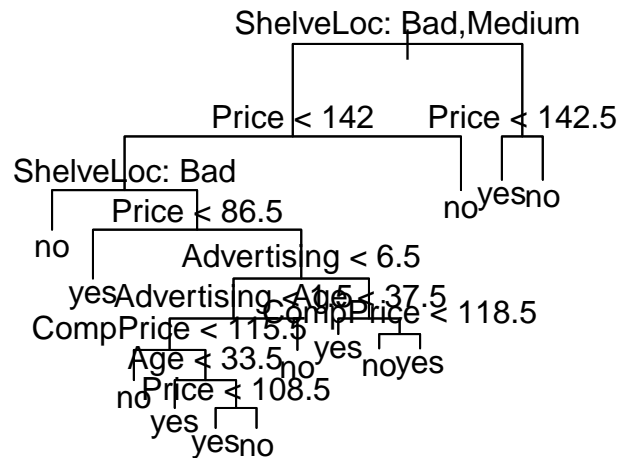 ShelveLoc: Bad,Medium
Price < 142
Price < 142.5
ShelveLoc: Bad
no
yes
no
Price < 86.5
no
Advertising < 6.5
yes
Advertising < 1.5
Age < 37.5
CompPrice < 118.5
CompPrice < 115.5
no
yes
no
yes
Age < 33.5
no
Price < 108.5
yes
yes
no